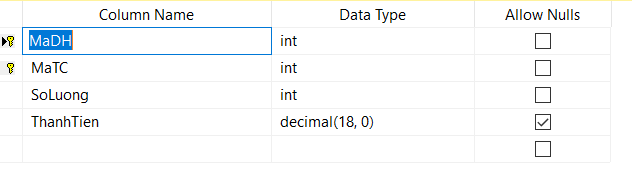 Column Name Data Type Allow Nulls
MaDH int
MaTC int
SoLuong int
ThanhTien decimal(18, 0)